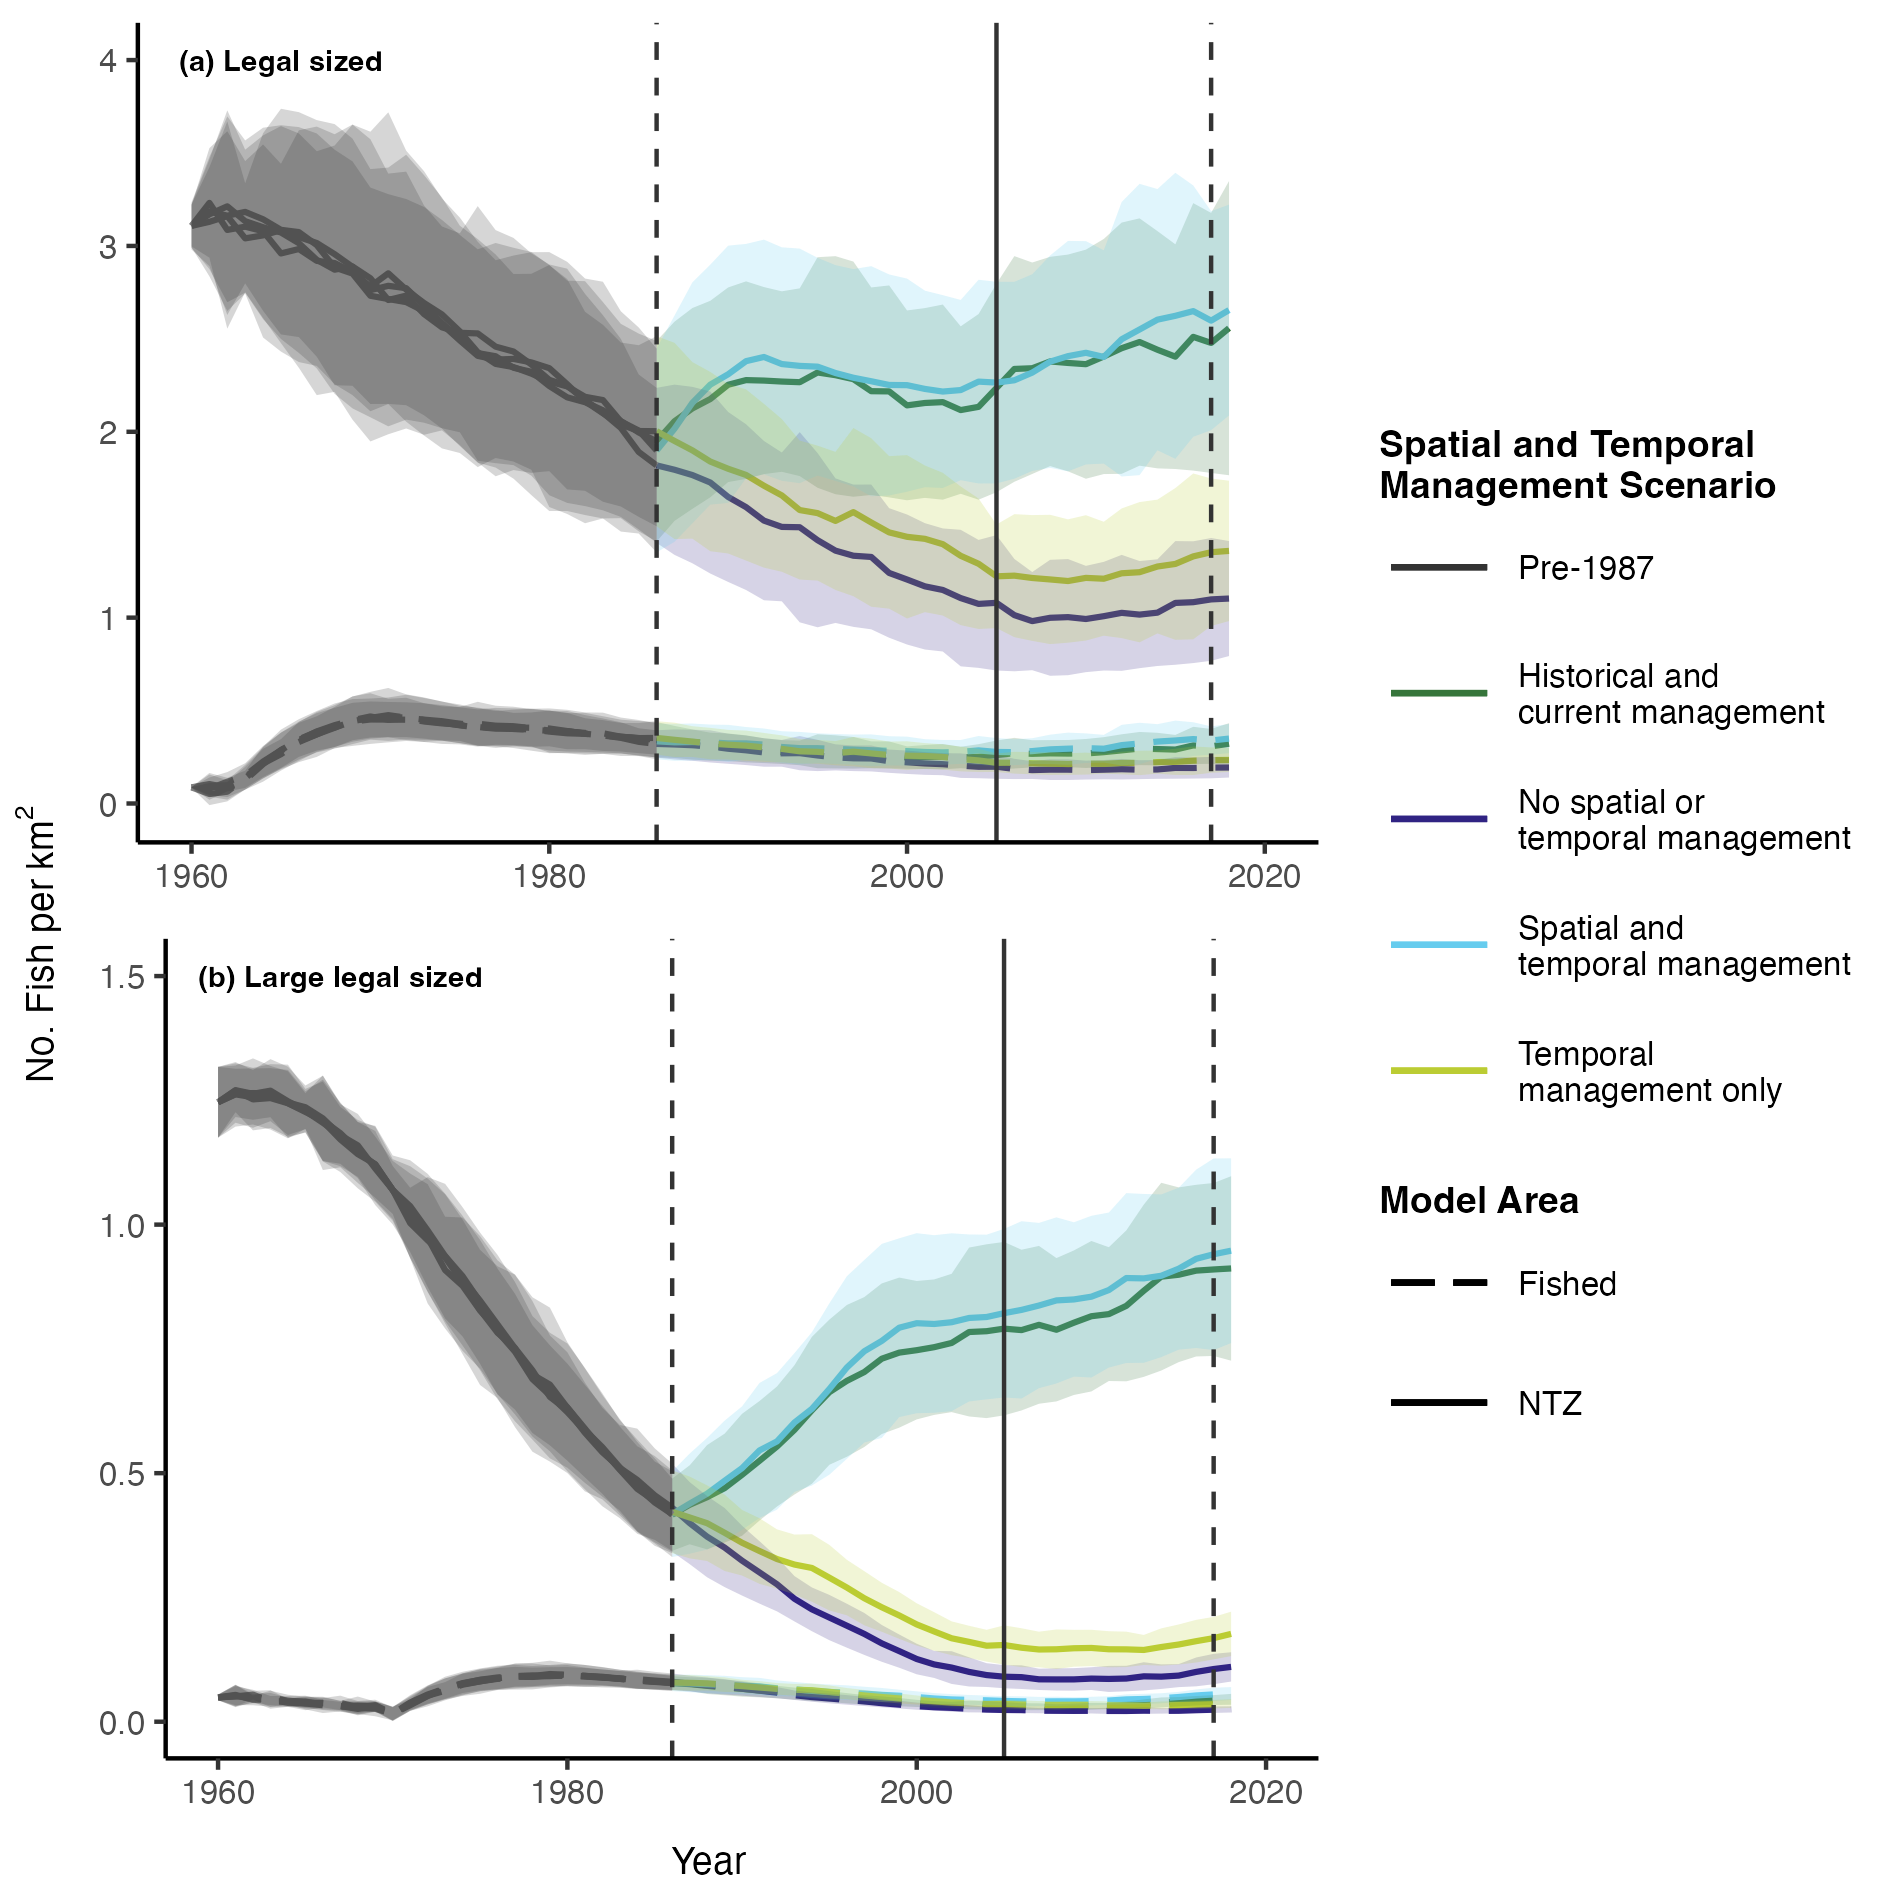 (a) Legal sized
4
3
2
1
0
1960
1980
2000
2020
No. Fish per km²
(b) Large legal sized
1.5
1.0
0.5
0.0
1960
1980
2000
2020
Year
Spatial and Temporal
Management Scenario
Pre-1987
Historical and
current management
No spatial or
temporal management
Spatial and
temporal management
Temporal
management only
Model Area
Fished
NTZ